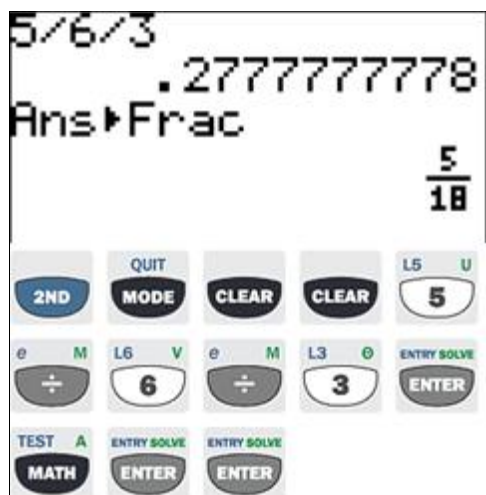 5/6/3
.2777777778
Ans▸Frac
5
18
QUIT L5 U
2ND MODE CLEAR CLEAR 5
e M L6 V e M L3 θ ENTRY SOLVE
÷ 6 ÷ 3 ENTER
TEST A ENTRY SOLVE ENTRY SOLVE
MATH ENTER ENTER